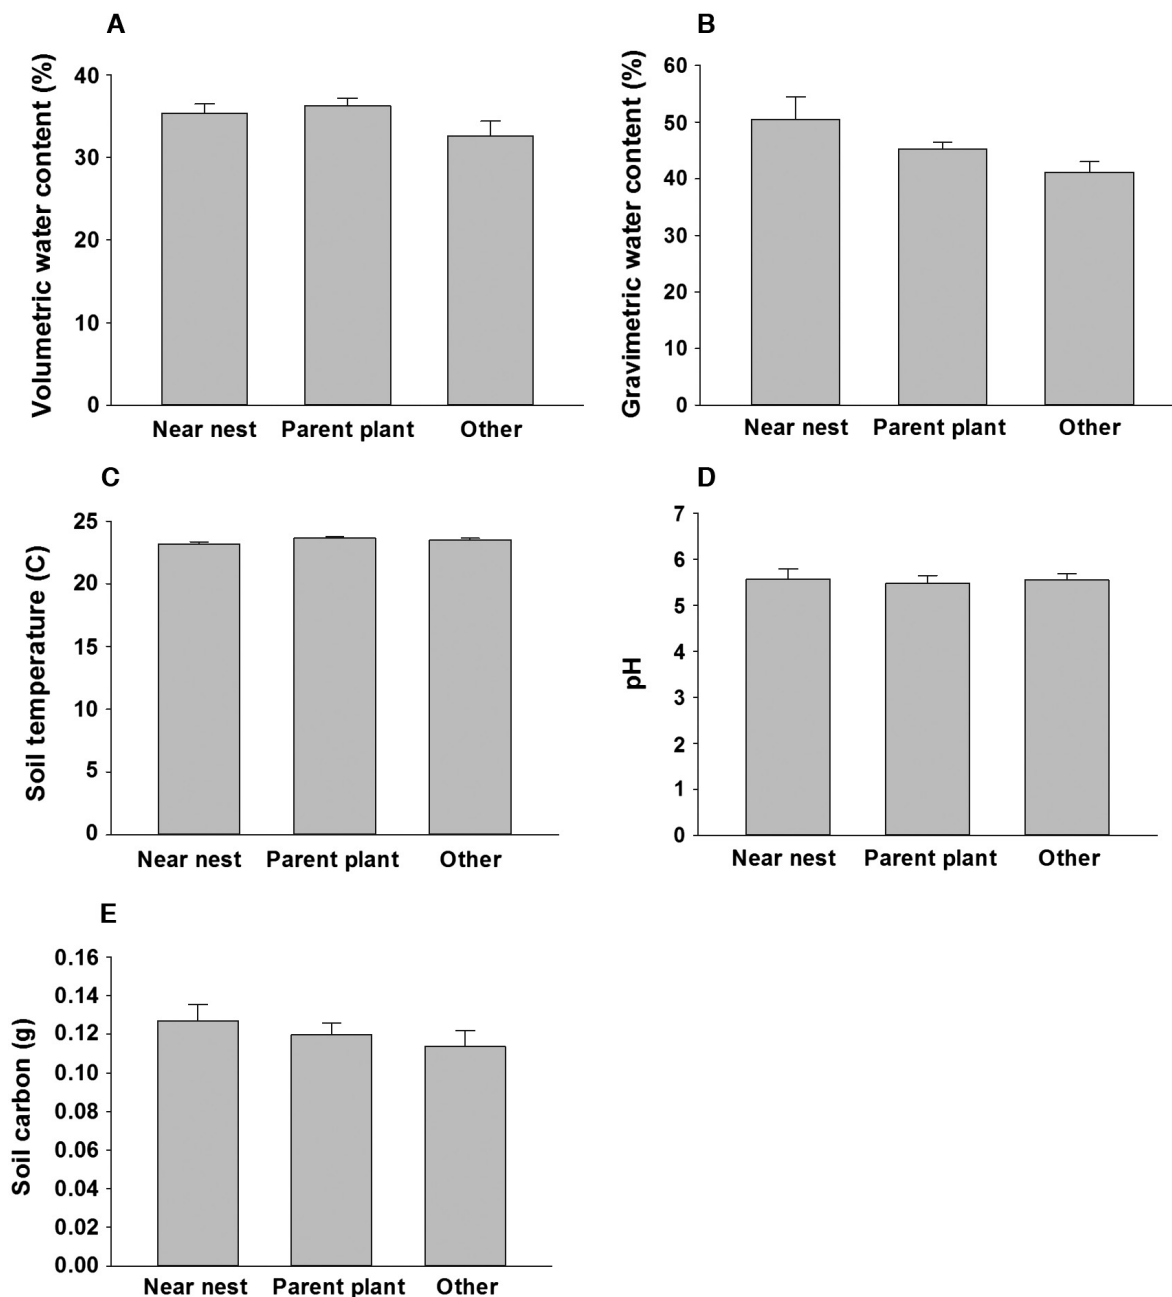 A
Volumetric water content (%)
40
30
20
10
0
Near nest Parent plant Other
B
Gravimetric water content (%)
60
50
40
30
20
10
0
Near nest Parent plant Other
C
Soil temperature (C)
25
20
15
10
5
0
Near nest Parent plant Other
D
pH
7
6
5
4
3
2
1
0
Near nest Parent plant Other
E
Soil carbon (g)
0.16
0.14
0.12
0.10
0.08
0.06
0.04
0.02
0.00
Near nest Parent plant Other